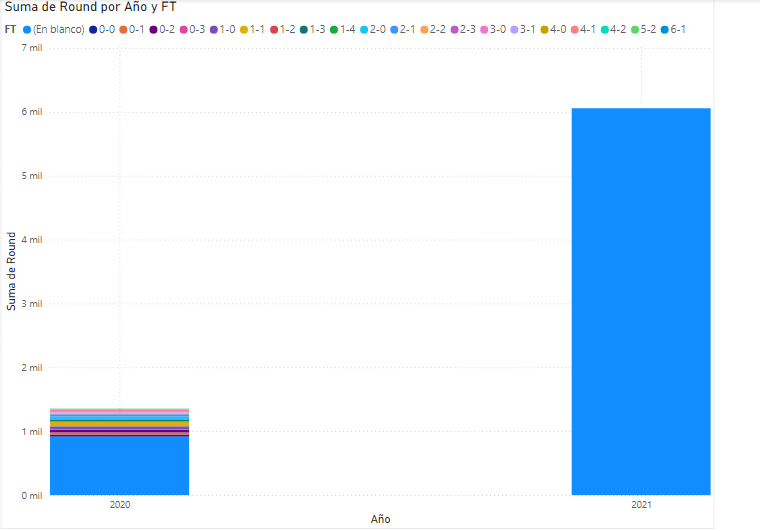 Suma de Round por Año y FT
FT (En blanco) 0-0 0-1 0-2 0-3 1-0 1-1 1-2 1-3 1-4 2-0 2-1 2-2 2-3 3-0 3-1 4-0 4-1 4-2 5-2 6-1
7 mil
6 mil
5 mil
4 mil
3 mil
2 mil
1 mil
0 mil
Suma de Round
2020
2021
Año